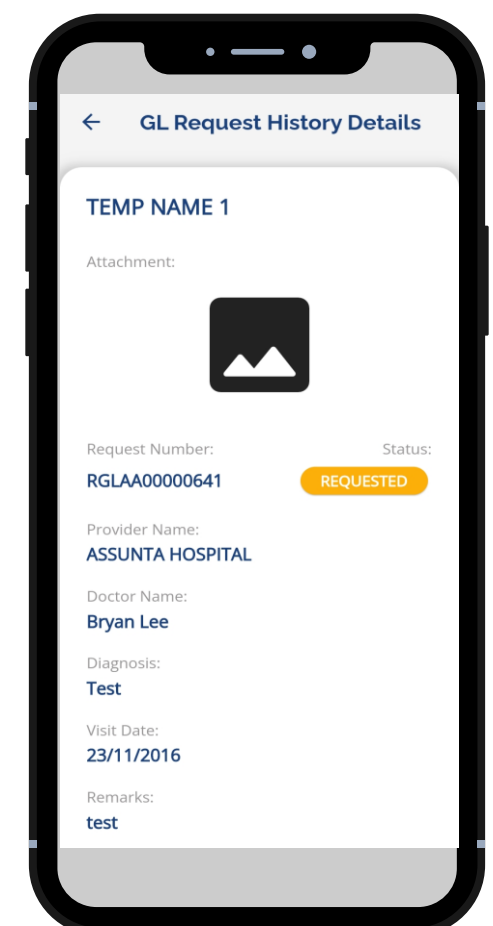 GL Request History Details
TEMP NAME 1
Attachment:
Request Number:
Status:
RGLAA00000641
REQUESTED
Provider Name:
ASSUNTA HOSPITAL
Doctor Name:
Bryan Lee
Diagnosis:
Test
Visit Date:
23/11/2016
Remarks:
test